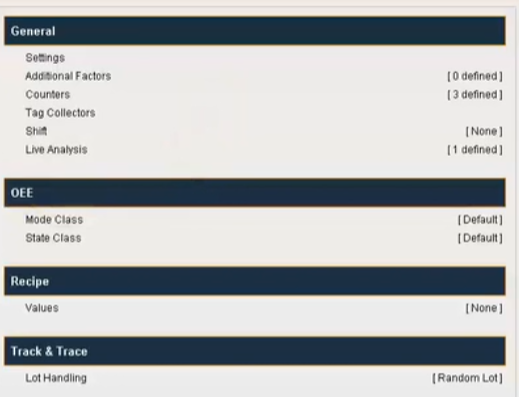 General
Settings
Additional Factors [ 0 defined ]
Counters [ 3 defined ]
Tag Collectors
Shift [ None ]
Live Analysis [ 1 defined ]
OEE
Mode Class [ Default ]
State Class [ Default ]
Recipe
Values [ None ]
Track & Trace
Lot Handling [ Random Lot ]